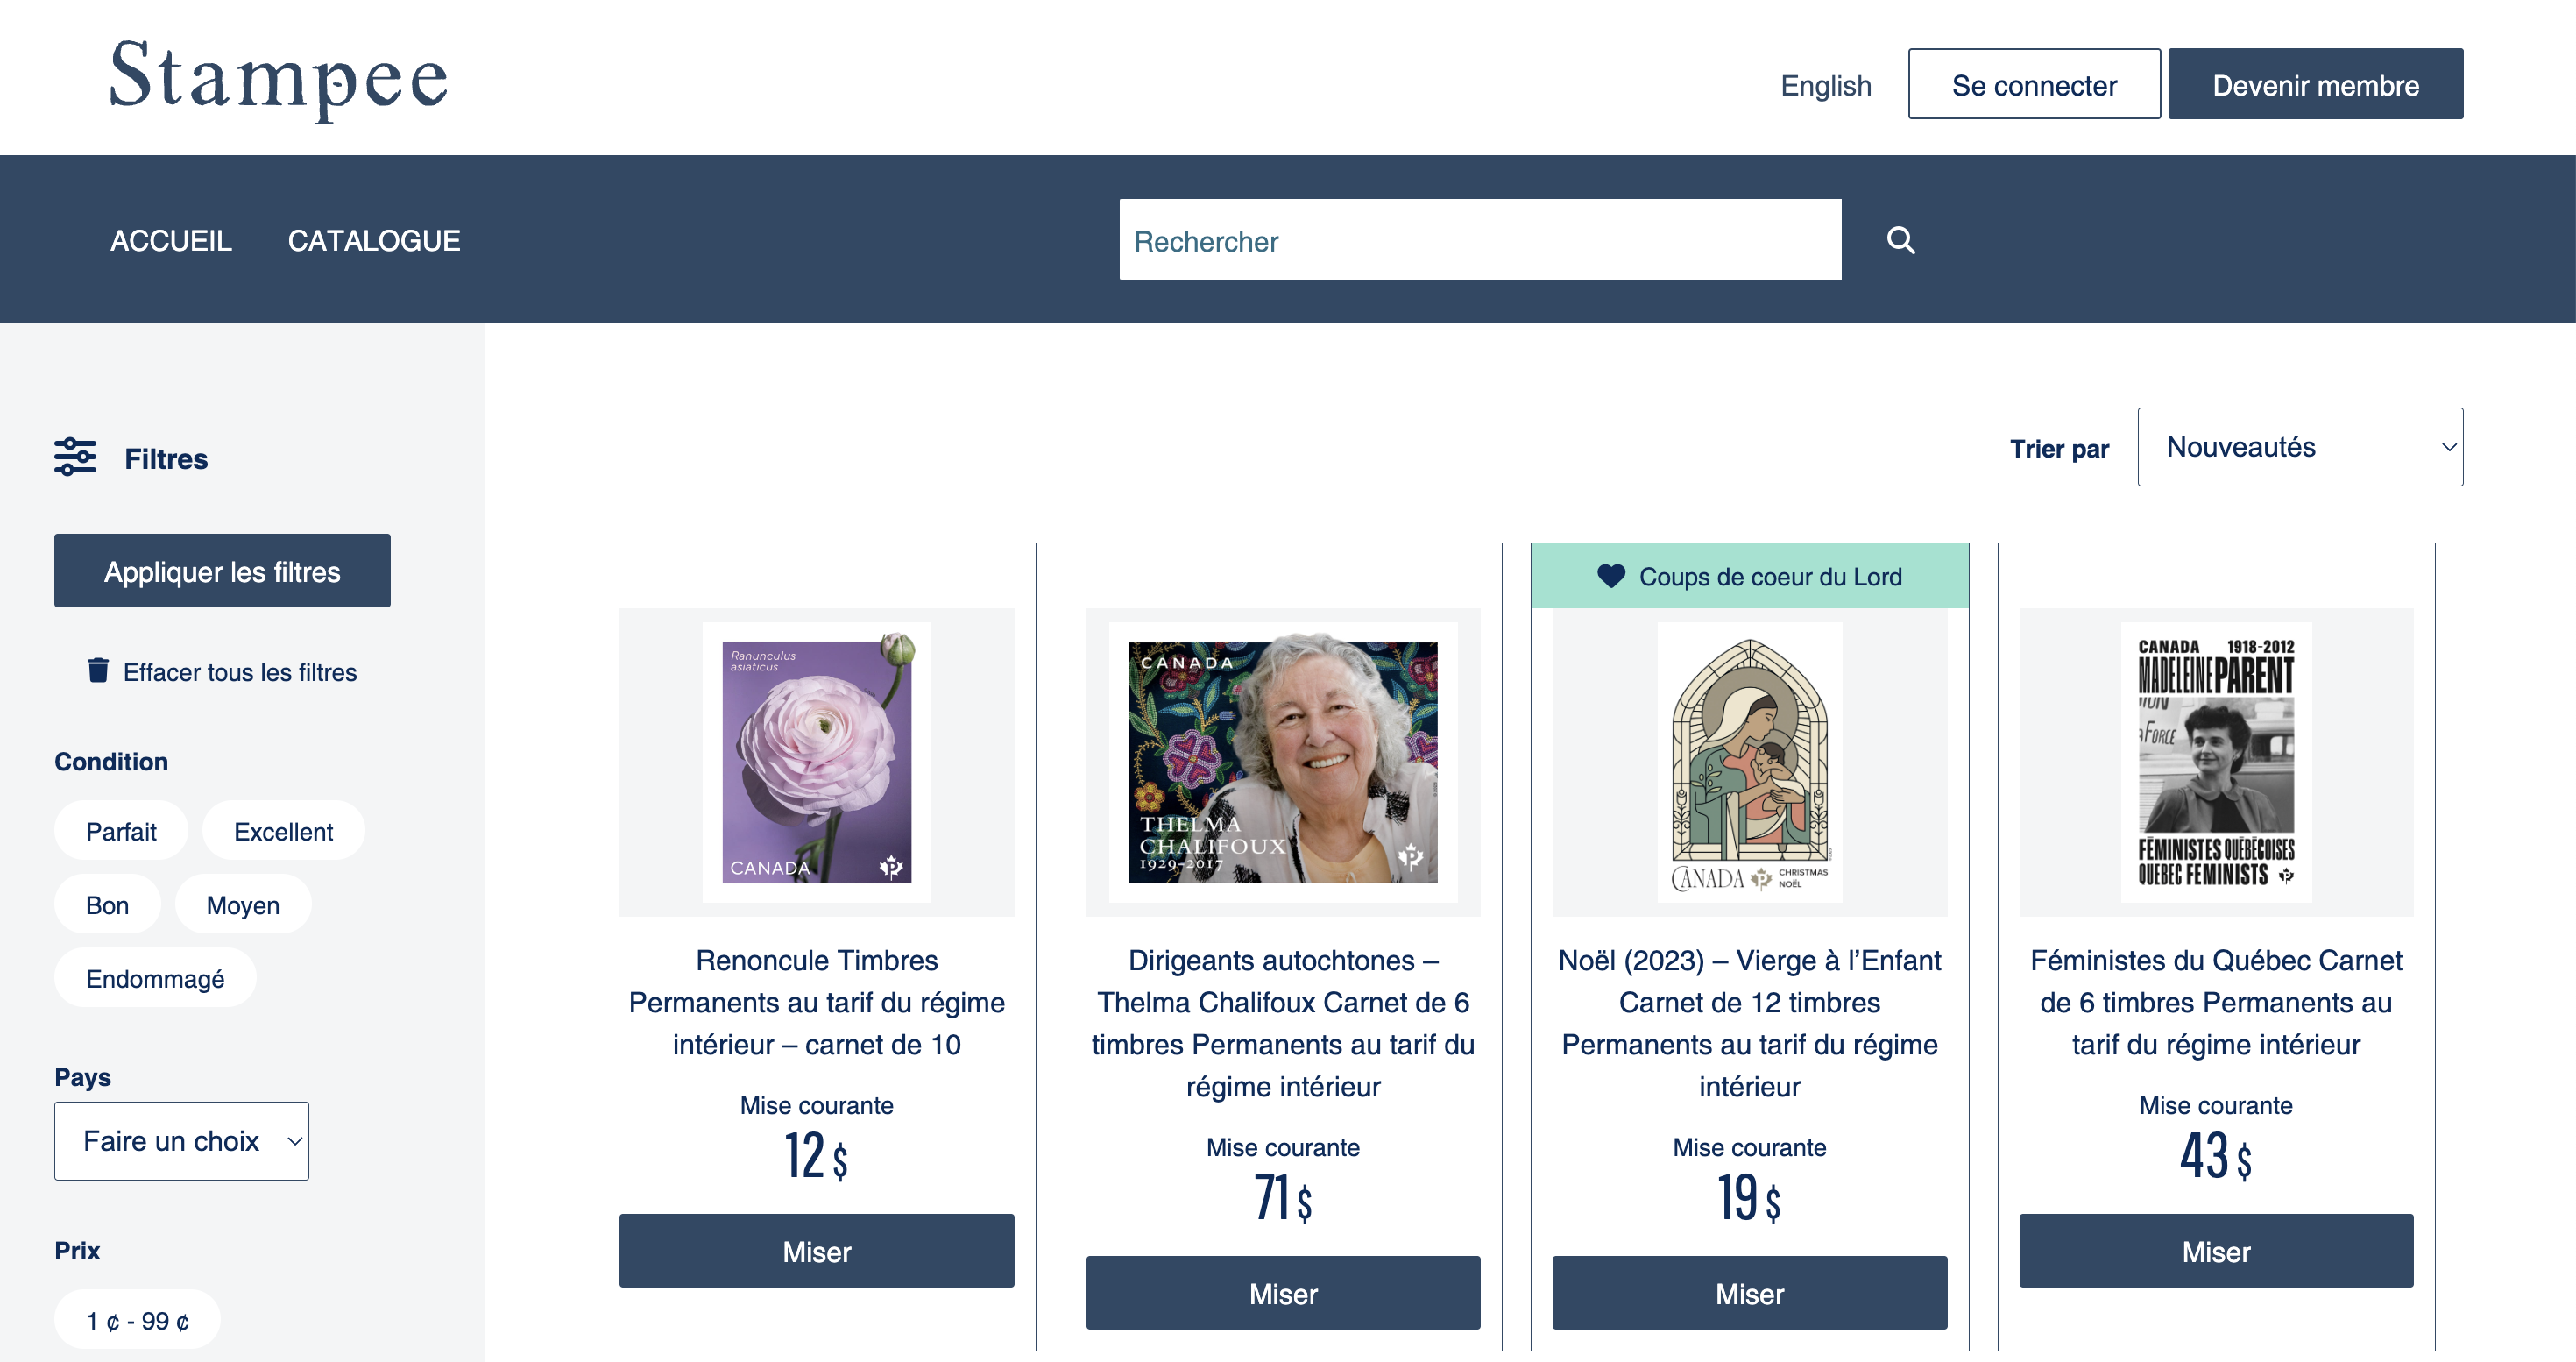 Stampee
English
Se connecter
Devenir membre
ACCUEIL
CATALOGUE
Rechercher
Filtres
Appliquer les filtres
Effacer tous les filtres
Condition
Parfait
Excellent
Bon
Moyen
Endommagé
Pays
Faire un choix
Prix
1 ¢ - 99 ¢
Trier par
Nouveautés
Ranunculus
asiaticus
CANADA
Renoncule Timbres
Permanents au tarif du régime
intérieur – carnet de 10
Mise courante
12 $
Miser
CANADA
THELMA
CHALIFOUX
1929-2017
Dirigeants autochtones –
Thelma Chalifoux Carnet de 6
timbres Permanents au tarif du
régime intérieur
Mise courante
71 $
Miser
Coups de coeur du Lord
CANADA
CHRISTMAS
NOËL
Noël (2023) – Vierge à l’Enfant
Carnet de 12 timbres
Permanents au tarif du régime
intérieur
Mise courante
19 $
Miser
CANADA 1918-2012
MADELEINE PARENT
FÉMINISTES QUÉBÉCOISES
QUEBEC FEMINISTS
Féministes du Québec Carnet
de 6 timbres Permanents au
tarif du régime intérieur
Mise courante
43 $
Miser